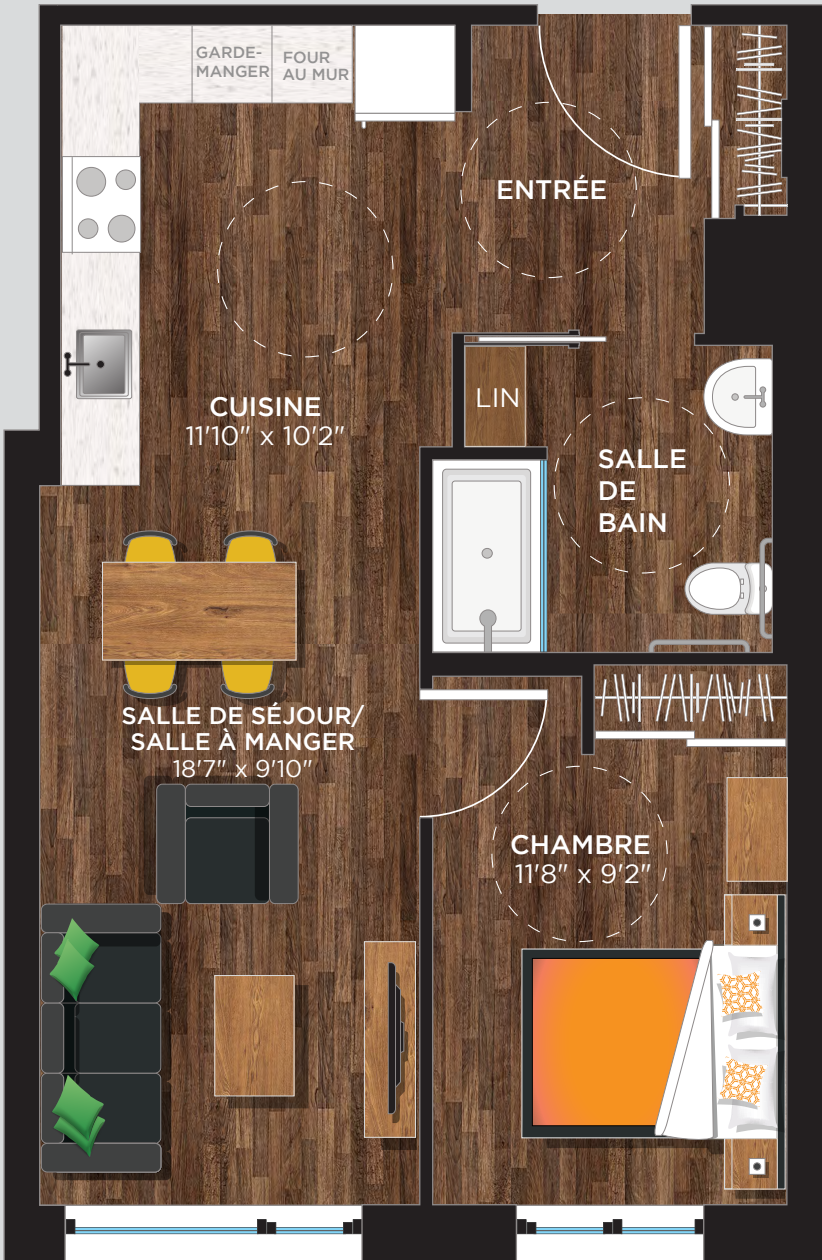 GARDE-
MANGER
FOUR
AU MUR
ENTRÉE
CUISINE
11'10" x 10'2"
LIN
SALLE
DE
BAIN
SALLE DE SÉJOUR/
SALLE À MANGER
18'7" x 9'10"
CHAMBRE
11'8" x 9'2"